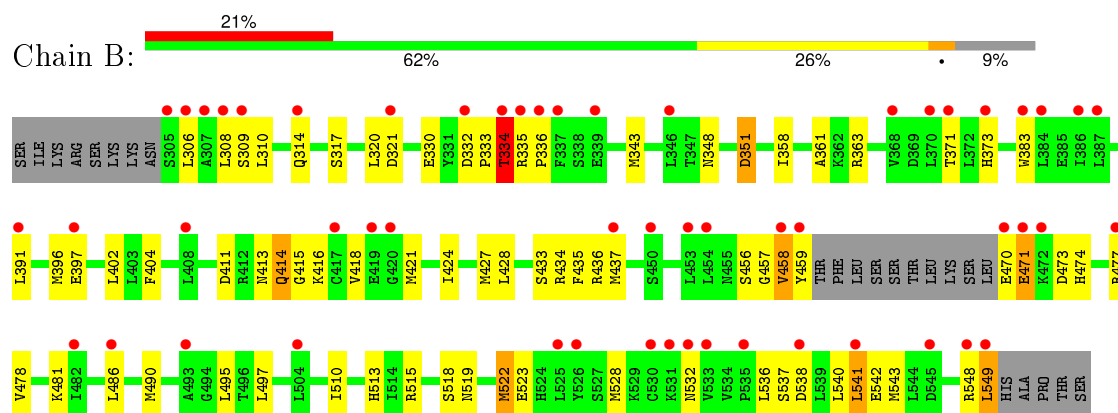 21%
Chain B:
62% 26% • 9%
SER ILE LYS ARG SER LYS LYS ASN S305 L306 A307 L308 S309 L310 Q314 S317 L320 D321 E330 Y331 D332 P333 T334 R335 P336 F337 S338 E339 M343 L346 T347 N348 D351 I358 A361 K362 R363 V368 D369 L370 T371 L372 H373 W383 L384 E385 I386 L387
L391 M396 E397 L402 L403 F404 L408 D411 R412 N413 Q414 G415 K416 C417 V418 E419 G420 M421 I424 M427 L428 S433 R434 F435 R436 M437 S450 L453 L454 N455 S456 G457 V458 Y459 THR PHE LEU SER SER THR LEU LYS SER LEU E470 E471 K472 D473 H474 R477
V478 K481 I482 L486 M490 A493 G494 L495 T496 L497 L504 I510 H513 I514 R515 S518 N519 M522 E523 H524 L525 Y526 S527 M528 K529 C530 K531 N532 V533 V534 P535 L536 S537 D538 L539 L540 L541 E542 M543 L544 D545 R548 L549 HIS ALA PRO THR SER